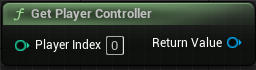 Get Player Controller
Player Index 0 Return Value